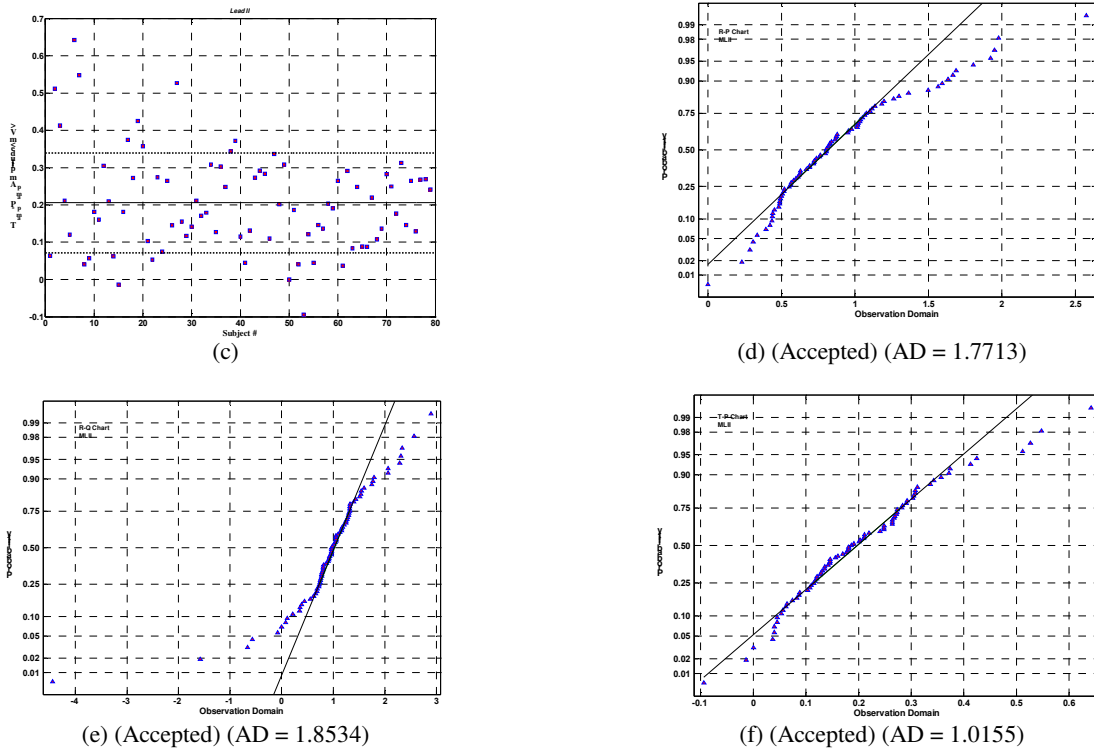 Lead II
0.7
0.6
0.5
0.4
0.3
0.2
0.1
0
-0.1
0 10 20 30 40 50 60 70 80
Subject #
(c)
R-P Chart
MLII
0.99
0.98
0.95
0.90
0.75
0.50
0.25
0.10
0.05
0.02
0.01
0 0.5 1 1.5 2 2.5
Observation Domain
(d) (Accepted) (AD = 1.7713)
R-Q Chart
MLII
0.99
0.98
0.95
0.90
0.75
0.50
0.25
0.10
0.05
0.02
0.01
-4 -3 -2 -1 0 1 2 3
Observation Domain
(e) (Accepted) (AD = 1.8534)
T-P Chart
MLII
0.99
0.98
0.95
0.90
0.75
0.50
0.25
0.10
0.05
0.02
0.01
-0.1 0 0.1 0.2 0.3 0.4 0.5 0.6
Observation Domain
(f) (Accepted) (AD = 1.0155)